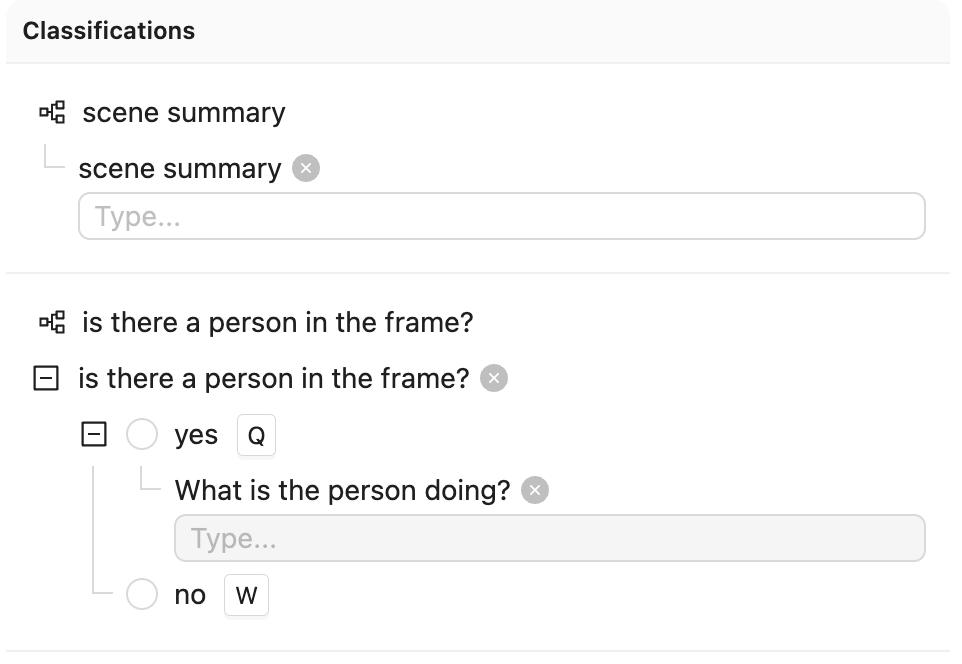 Classifications
scene summary
scene summary
Type...
is there a person in the frame?
is there a person in the frame?
yes Q
What is the person doing?
Type...
no W